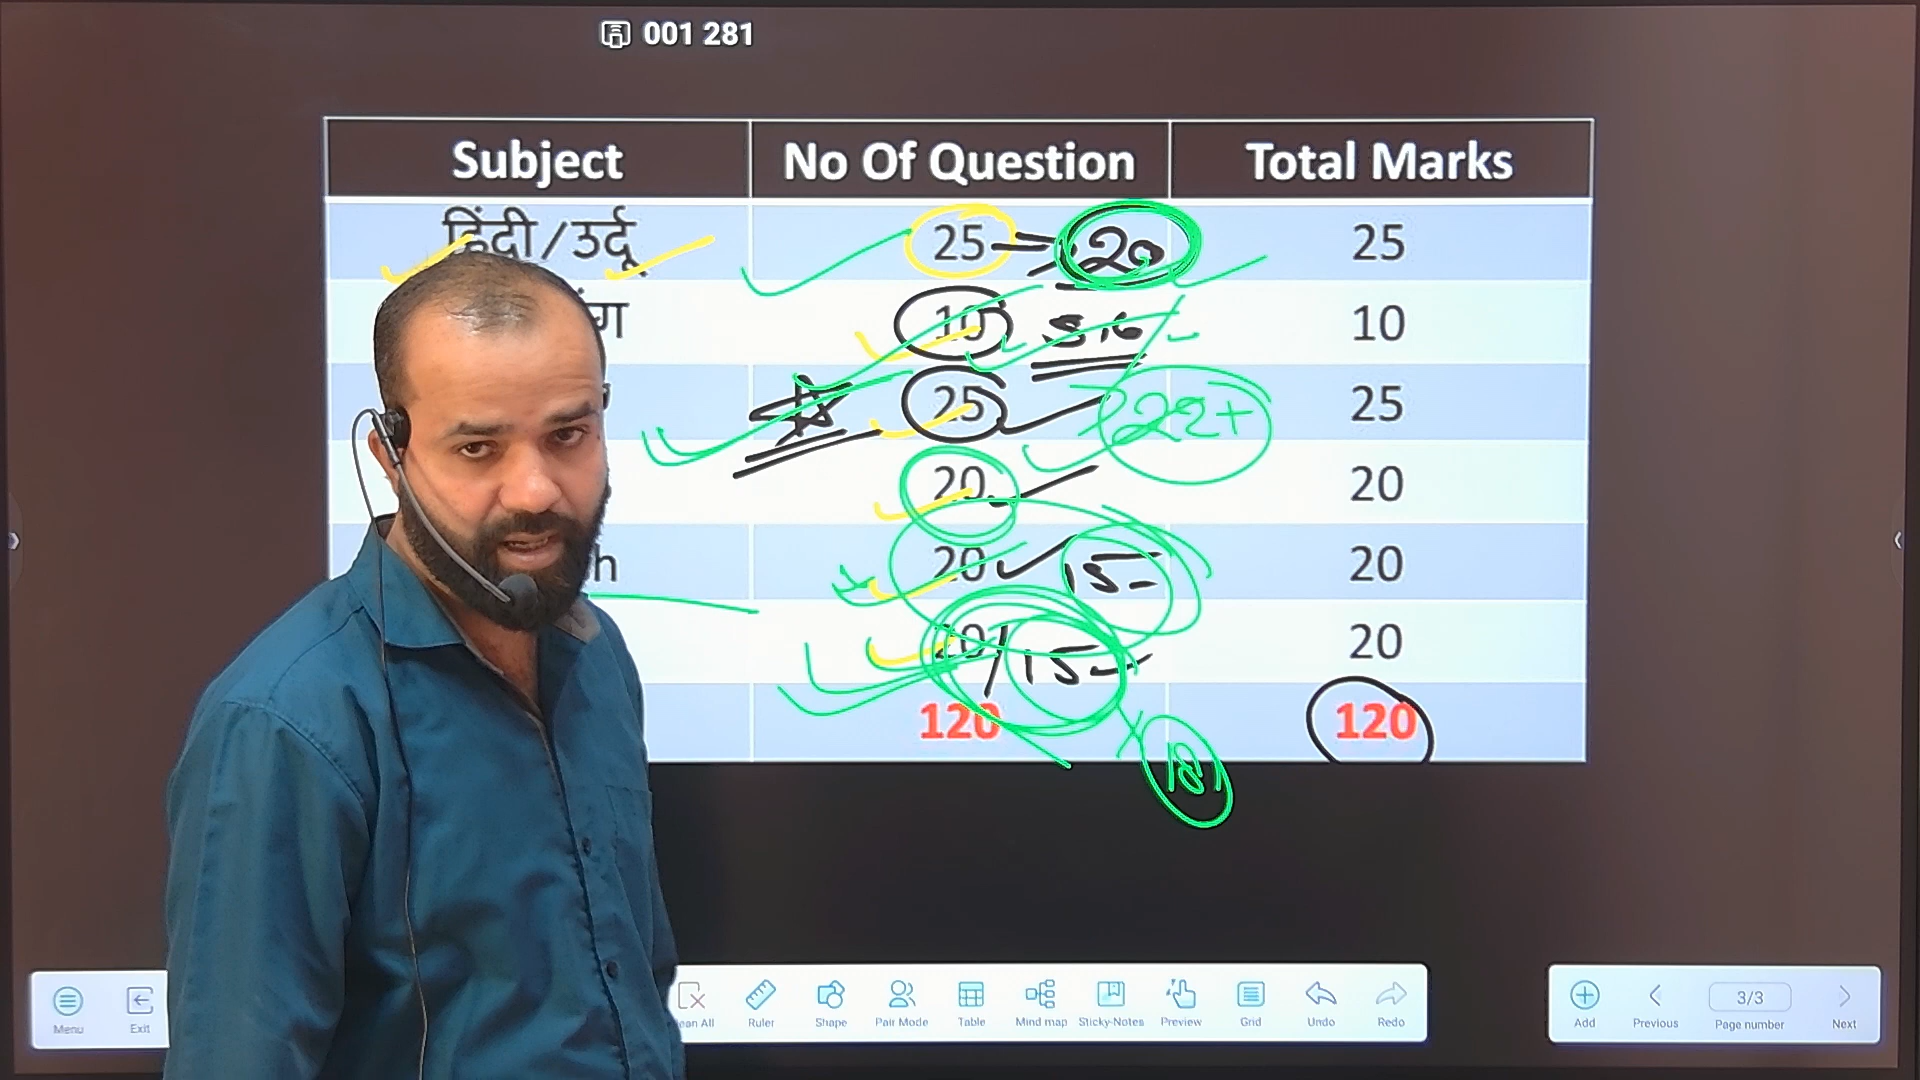 001 281
Subject No Of Question Total Marks
हिंदी/उर्दू 25 = 20 25
10 10
25 22+ 25
20 20
20 15 20
20 15 20
120 18 120
Menu Exit Ruler Shape Pair Mode Table Mind map Sticky-Notes Preview Grid Undo Redo Add Previous 3/3 Page number Next